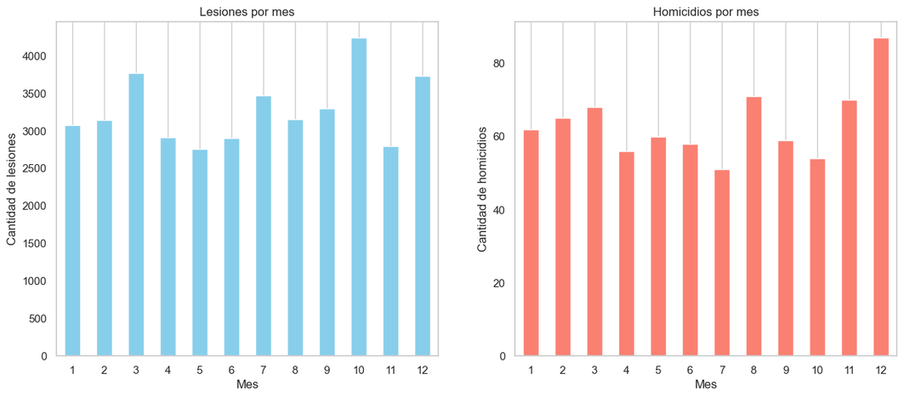 Lesiones por mes
Cantidad de lesiones
4000
3500
3000
2500
2000
1500
1000
500
0
1 2 3 4 5 6 7 8 9 10 11 12
Mes
Homicidios por mes
Cantidad de homicidios
80
60
40
20
0
1 2 3 4 5 6 7 8 9 10 11 12
Mes